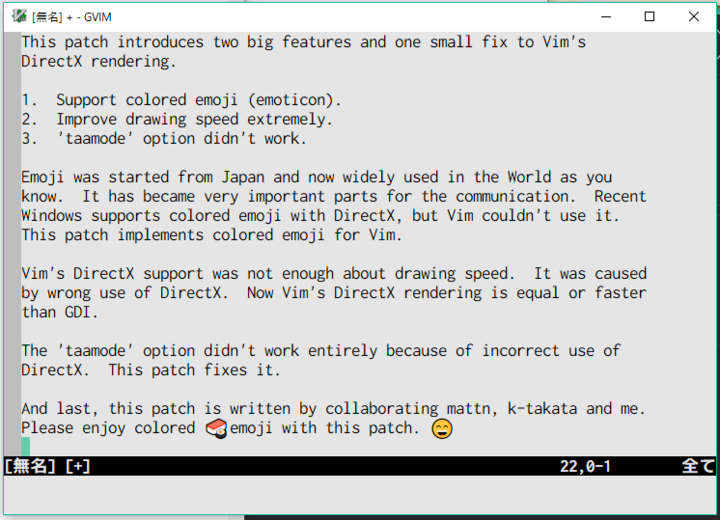 [無名] + - GVIM
This patch introduces two big features and one small fix to Vim's
DirectX rendering.
1. Support colored emoji (emoticon).
2. Improve drawing speed extremely.
3. 'taamode' option didn't work.
Emoji was started from Japan and now widely used in the World as you
know. It has became very important parts for the communication. Recent
Windows supports colored emoji with DirectX, but Vim couldn't use it.
This patch implements colored emoji for Vim.
Vim's DirectX support was not enough about drawing speed. It was caused
by wrong use of DirectX. Now Vim's DirectX rendering is equal or faster
than GDI.
The 'taamode' option didn't work entirely because of incorrect use of
DirectX. This patch fixes it.
And last, this patch is written by collaborating mattn, k-takata and me.
Please enjoy colored 🍣emoji with this patch. 😄
[無名] [+] 22,0-1 全て